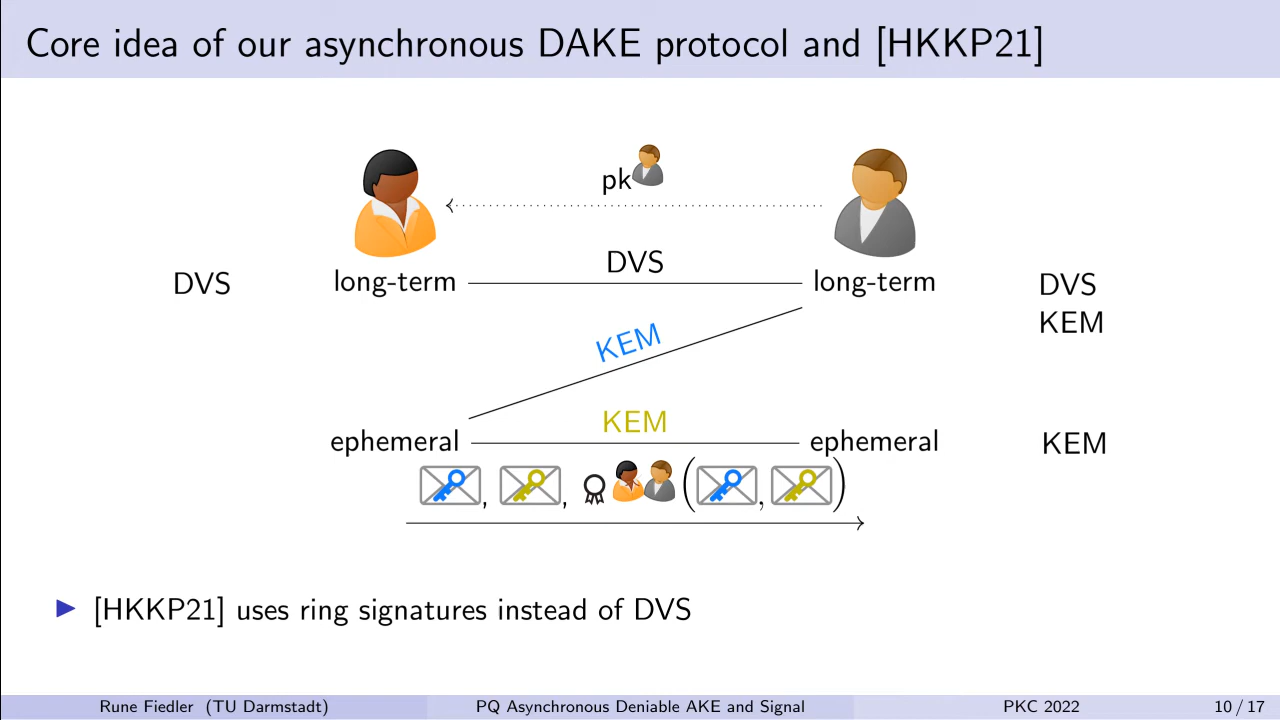 Core idea of our asynchronous DAKE protocol and [HKKP21]
pk
DVS
DVS long-term long-term DVS
KEM
KEM
KEM
ephemeral ephemeral KEM
, , ( , )
▶ [HKKP21] uses ring signatures instead of DVS
Rune Fiedler (TU Darmstadt) PQ Asynchronous Deniable AKE and Signal PKC 2022 10 / 17